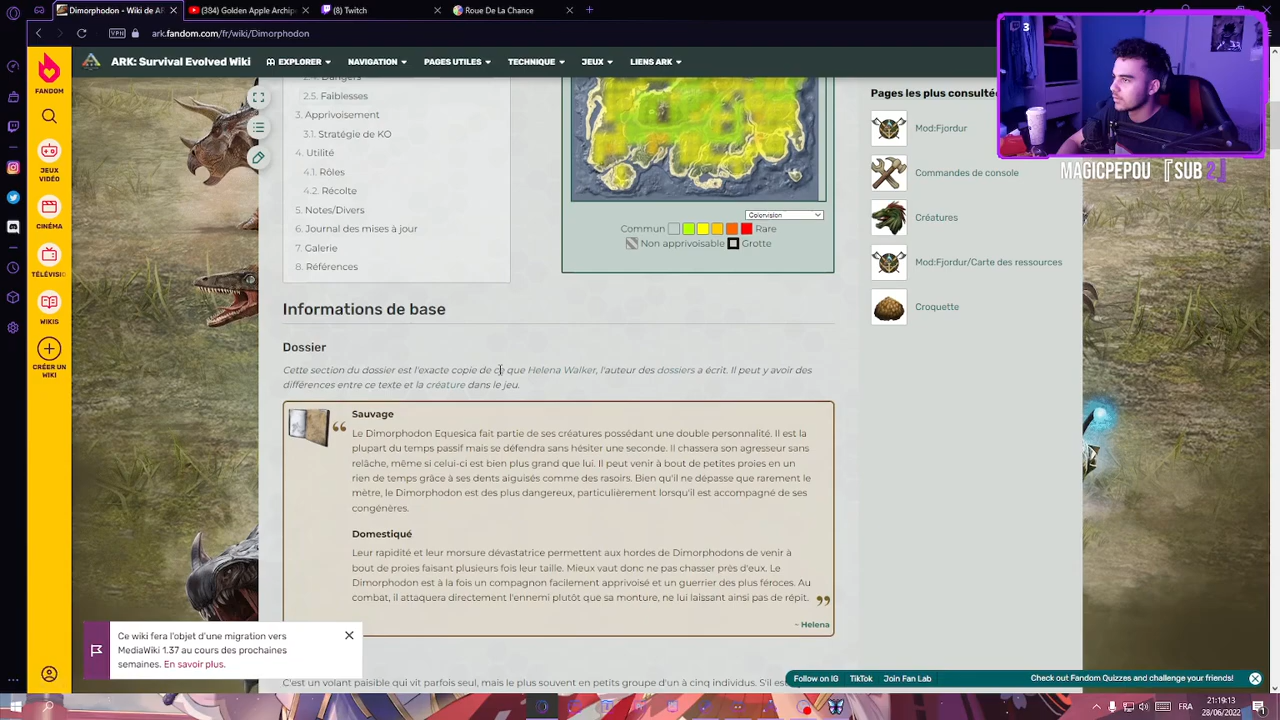 Dimorphodon - Wiki officiel AR
(384) Golden Apple Archip
Twitch
Roue De La Chance
VPN
ark.fandom.com/fr/wiki/Dimorphodon
3
FANDOM
JEUX
VIDÉO
CINÉMA
TÉLÉVISIO
WIKIS
CRÉER UN
WIKI
ARK: Survival Evolved Wiki
EXPLORER
NAVIGATION
PAGES UTILES
TECHNIQUE
JEUX
LIENS ARK
2.4. Dangers
2.5. Faiblesses
3. Apprivoisement
3.1. Stratégie de KO
4. Utilité
4.1. Rôles
4.2. Récolte
5. Notes/Divers
6. Journal des mises à jour
7. Galerie
8. Références
Colorvision
Commun
Rare
Non apprivoisable
Grotte
Pages les plus consultées
Mod:Fjordur
Commandes de console
Créatures
Mod:Fjordur/Carte des ressources
Croquette
MAGICPEPOU 『SUB 2』
Informations de base
Dossier
Cette section du dossier est l'exacte copie de ce que Helena Walker, l'auteur des dossiers a écrit. Il peut y avoir des
différences entre ce texte et la créature dans le jeu.
“
Sauvage
Le Dimorphodon Equesica fait partie de ses créatures possédant une double personnalité. Il est la
plupart du temps passif mais se défendra sans hésiter une seconde. Il chassera son agresseur sans
relâche, même si celui-ci est bien plus grand que lui. Il peut venir à bout de petites proies en un
rien de temps grâce à ses dents aiguisés comme des rasoirs. Bien qu'il ne dépasse que rarement le
mètre, le Dimorphodon est des plus dangereux, particulièrement lorsqu'il est accompagné de ses
congénères.
Domestiqué
Leur rapidité et leur morsure dévastatrice permettent aux hordes de Dimorphodons de venir à
bout de proies faisant plusieurs fois leur taille. Mieux vaut donc ne pas chasser près d'eux. Le
Dimorphodon est à la fois un compagnon facilement apprivoisé et un guerrier des plus féroces. Au
combat, il attaquera directement l'ennemi plutôt que sa monture, ne lui laissant ainsi pas de répit. ”
~ Helena
Ce wiki fera l'objet d'une migration vers
MediaWiki 1.37 au cours des prochaines
semaines. En savoir plus.
C'est un volant paisible qui vit parfois seul, mais le plus souvent en petits groupe d'un à cinq individus. S'il est
Follow on IG
TikTok
Join Fan Lab
Check out Fandom Quizzes and challenge your friends!
21:19:13
28/06/2022